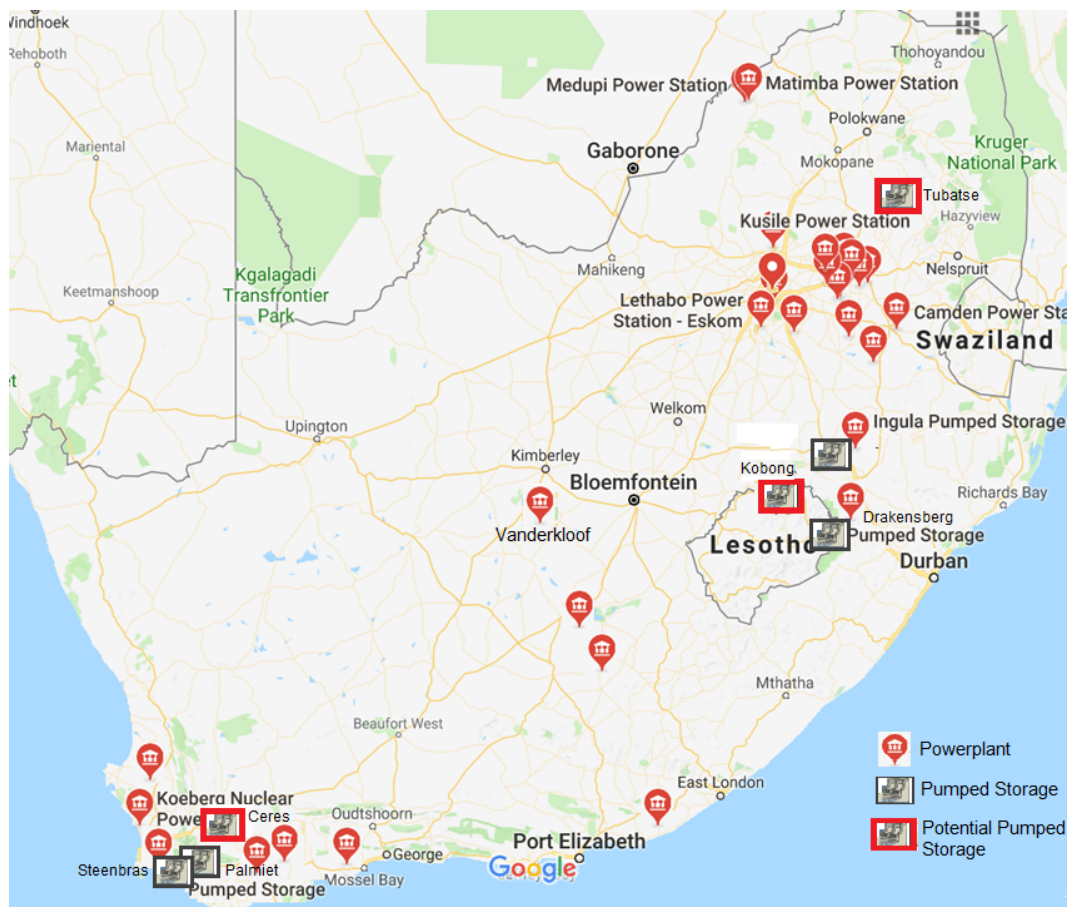 Windhoek
Rehoboth
Thohoyandou
Medupi Power Station
Matimba Power Station
Polokwane
Mariental
Gaborone
Mokopane
Kruger
National Park
Tubatse
Kusile Power Station
Hazyview
Mahikeng
Nelspruit
Kgalagadi
Transfrontier
Park
Keetmanshoop
Lethabo Power
Station - Eskom
Camden Power Sta
Swaziland
et
Welkom
Upington
Ingula Pumped Storage
Kimberley
Kobong
Bloemfontein
Richards Bay
Vanderkloof
Drakensberg
Pumped Storage
Lesotho
Durban
Mthatha
Beaufort West
Powerplant
East London
Pumped Storage
Koeberg Nuclear
Powe
Ceres
Oudtshoorn
Potential Pumped
Storage
Port Elizabeth
George
Google
Steenbras
Palmiet
Mossel Bay
Pumped Storage